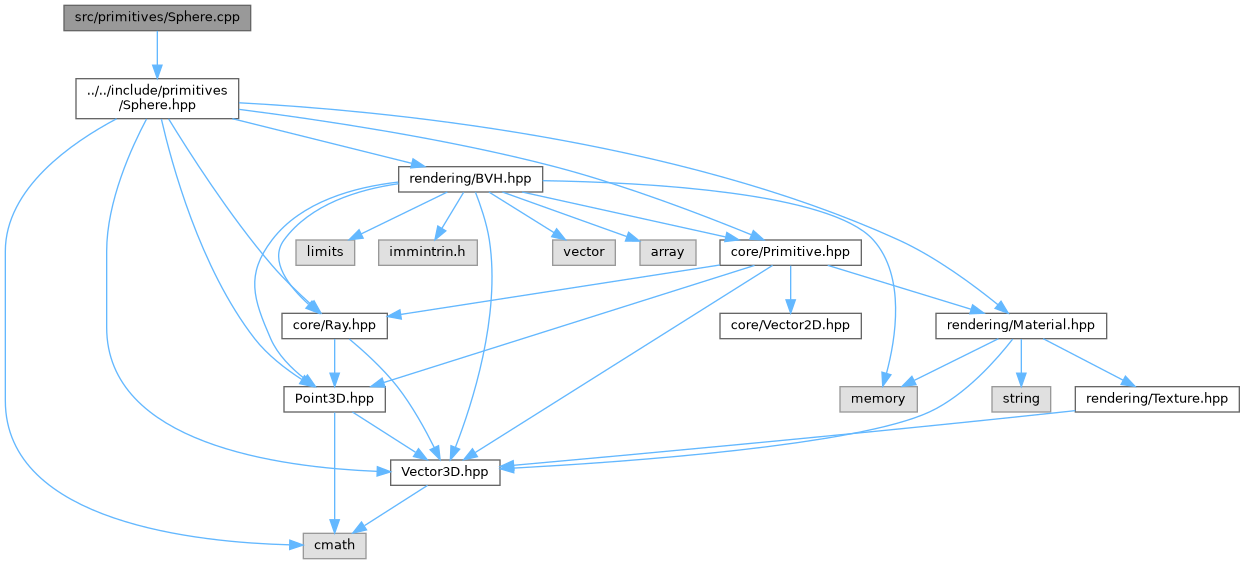 src/primitives/Sphere.cpp
../../include/primitives
/Sphere.hpp
rendering/BVH.hpp
limits
immintrin.h
vector
array
core/Primitive.hpp
core/Ray.hpp
core/Vector2D.hpp
rendering/Material.hpp
Point3D.hpp
memory
string
rendering/Texture.hpp
Vector3D.hpp
cmath